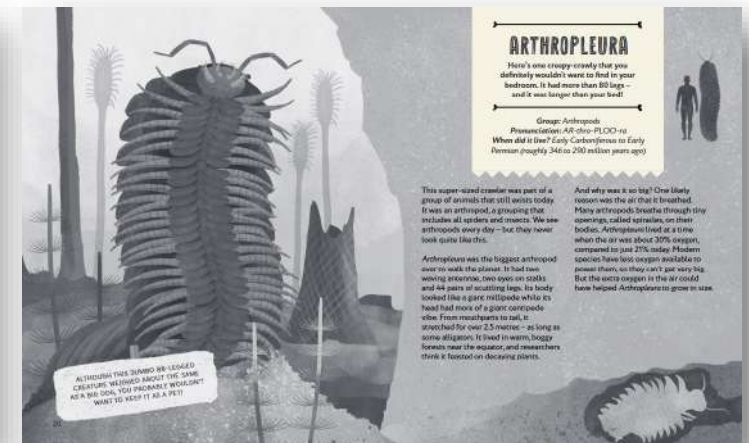 ARTHROPLEURA
Here's one creepy-crawly that you
definitely wouldn't want to find in your
bedroom. It had more than 80 legs –
and it was longer than your bed!
Group: Arthropods
Pronunciation: AR-thro-PLOO-ra
When did it live? Early Carboniferous to Early
Permian (roughly 346 to 290 million years ago)
This super-sized crawler was part of a
group of animals that still exists today.
It was an arthropod, a grouping that
includes all spiders and insects. We see
arthropods every day – but they never
look quite like this.
Arthropleura was the biggest arthropod
ever to walk the planet. It had two
waving antennae, two eyes on stalks
and 44 pairs of scuttling legs. Its body
looked like a giant millipede while its
head had more of a giant centipede
vibe. From mouthparts to tail, it
stretched for over 2.5 metres – as long as
some alligators. It lived in warm, boggy
forests near the equator, and researchers
think it feasted on decaying plants.
And why was it so big? One likely
reason was the air that it breathed.
Many arthropods breathe through tiny
openings, called spiracles, on their
bodies. Arthropleura lived at a time
when the air was about 30% oxygen,
compared to just 21% today. Modern
species have less oxygen available to
power them, so they can't get very big.
But the extra oxygen in the air could
have helped Arthropleura to grow in size.
ALTHOUGH THIS JUMBO 88-LEGGED
CREATURE WEIGHED ABOUT THE SAME
AS A BIG DOG, YOU PROBABLY WOULDN'T
WANT TO KEEP IT AS A PET!